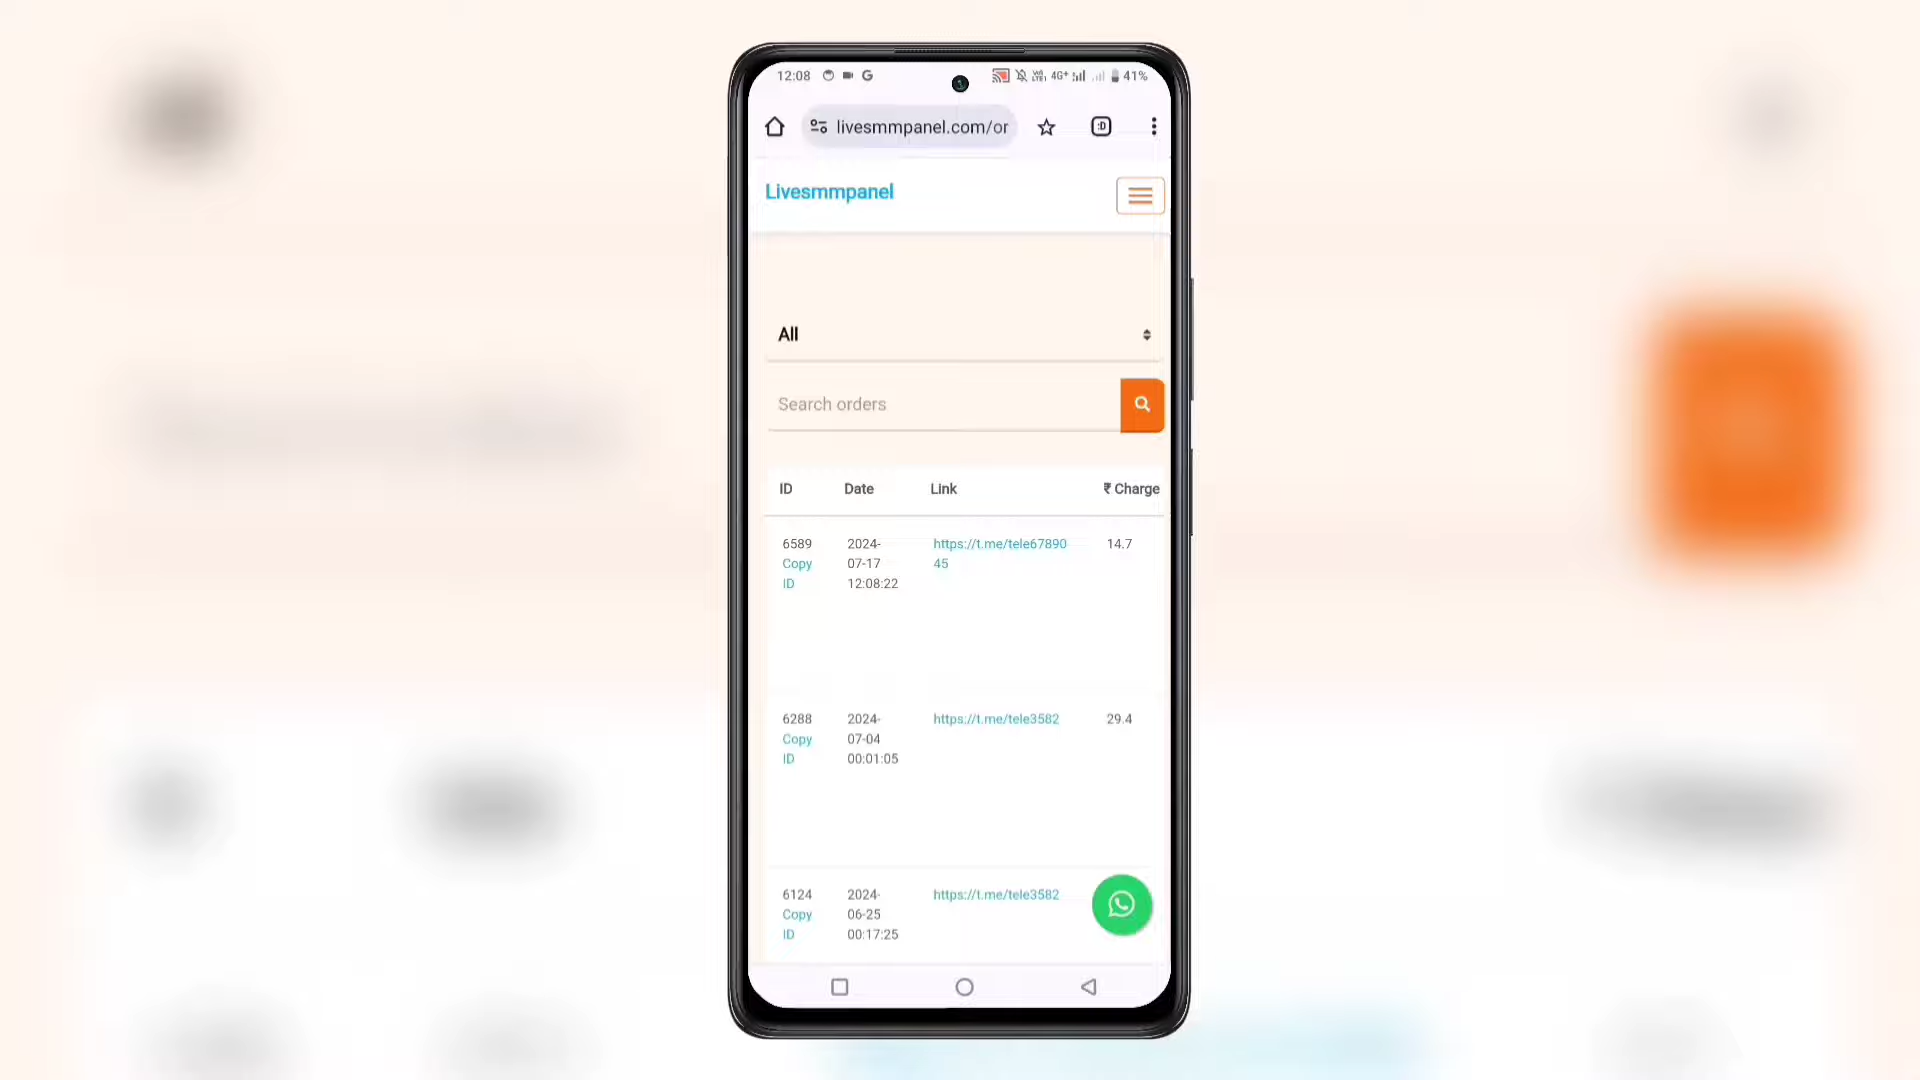 12:08 4G+ 41%
livesmmpanel.com/or
Livesmmpanel
All
Search orders
ID Date Link ₹ Charge
6589 2024- https://t.me/tele67890 14.7
Copy 07-17 45
ID 12:08:22
6288 2024- https://t.me/tele3582 29.4
Copy 07-04
ID 00:01:05
6124 2024- https://t.me/tele3582
Copy 06-25
ID 00:17:25